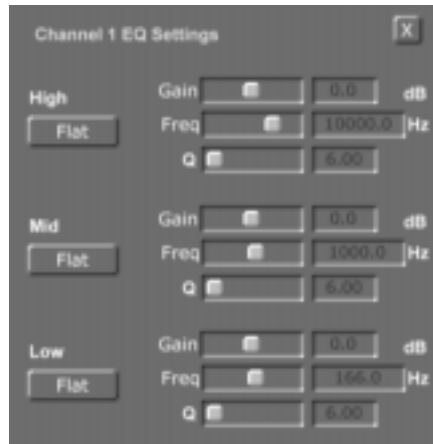 Channel 1 EQ Settings X
High
Gain 0.0 dB
Flat
Freq 10000.0 Hz
Q 6.00
Mid
Gain 0.0 dB
Flat
Freq 1000.0 Hz
Q 6.00
Low
Gain 0.0 dB
Flat
Freq 166.0 Hz
Q 6.00